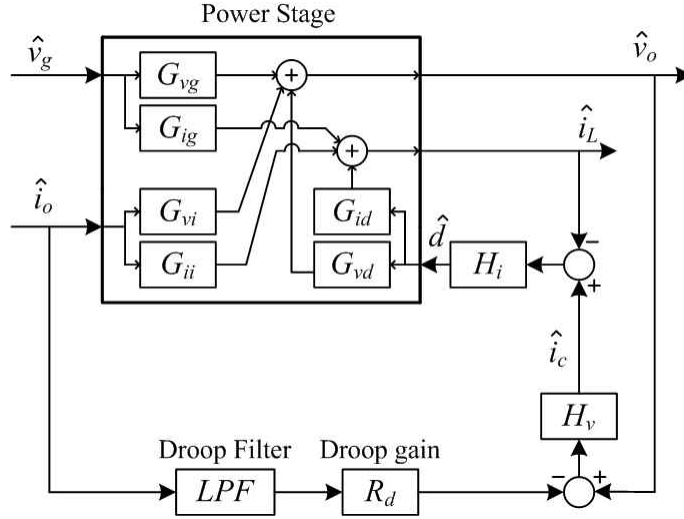 Power Stage
v̂g
Gvg
+
v̂o
Gig
îL
+
îo
Gvi
Gid
d̂
−
Gii
Gvd
Hi
+
îc
Hv
Droop Filter
Droop gain
−
+
LPF
Rd